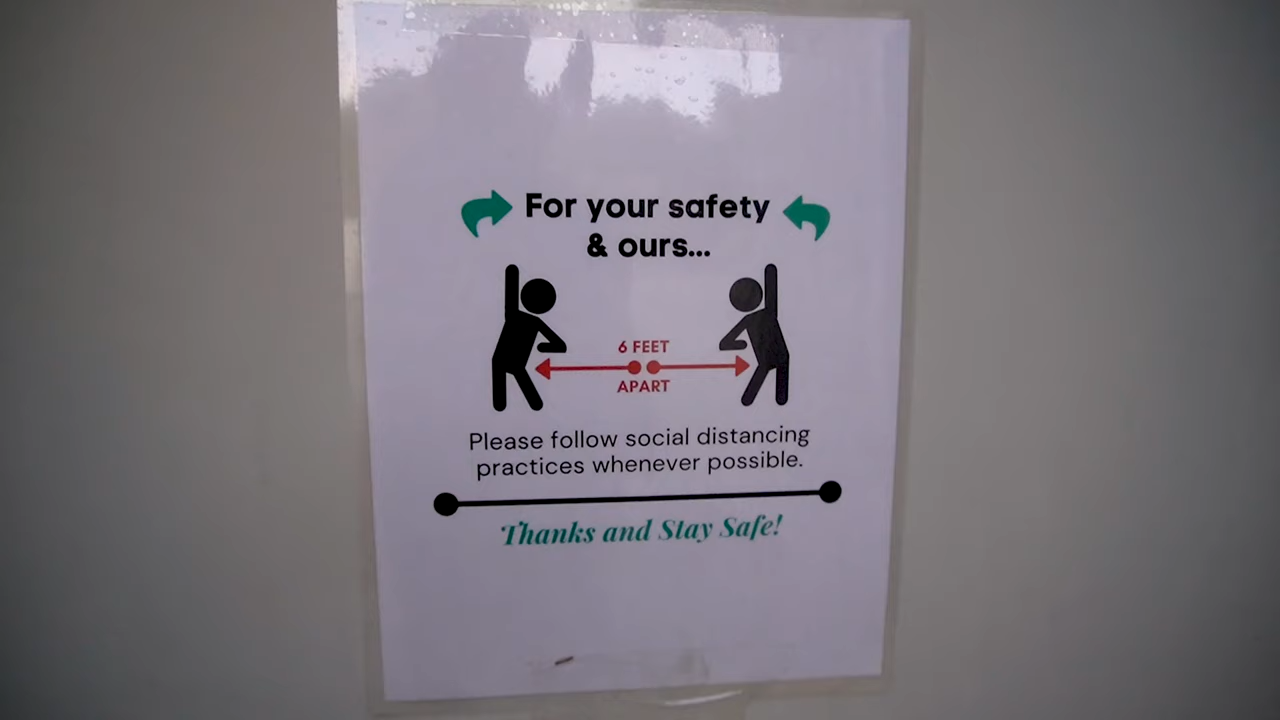 For your safety
& ours...
6 FEET
APART
Please follow social distancing
practices whenever possible.
Thanks and Stay Safe!